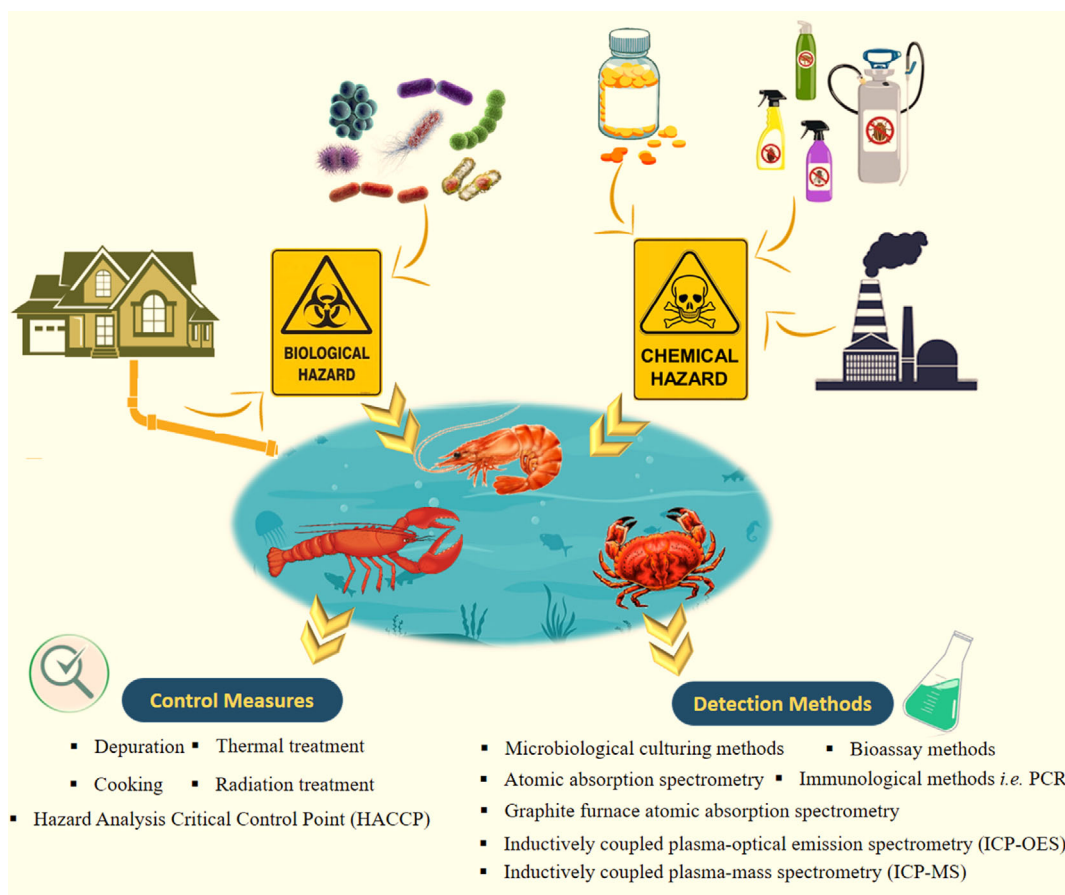 BIOLOGICAL
HAZARD
CHEMICAL
HAZARD
Control Measures
▪ Depuration ▪ Thermal treatment
▪ Cooking ▪ Radiation treatment
▪ Hazard Analysis Critical Control Point (HACCP)
Detection Methods
▪ Microbiological culturing methods ▪ Bioassay methods
▪ Atomic absorption spectrometry ▪ Immunological methods i.e. PCR
▪ Graphite furnace atomic absorption spectrometry
▪ Inductively coupled plasma-optical emission spectrometry (ICP-OES)
▪ Inductively coupled plasma-mass spectrometry (ICP-MS)